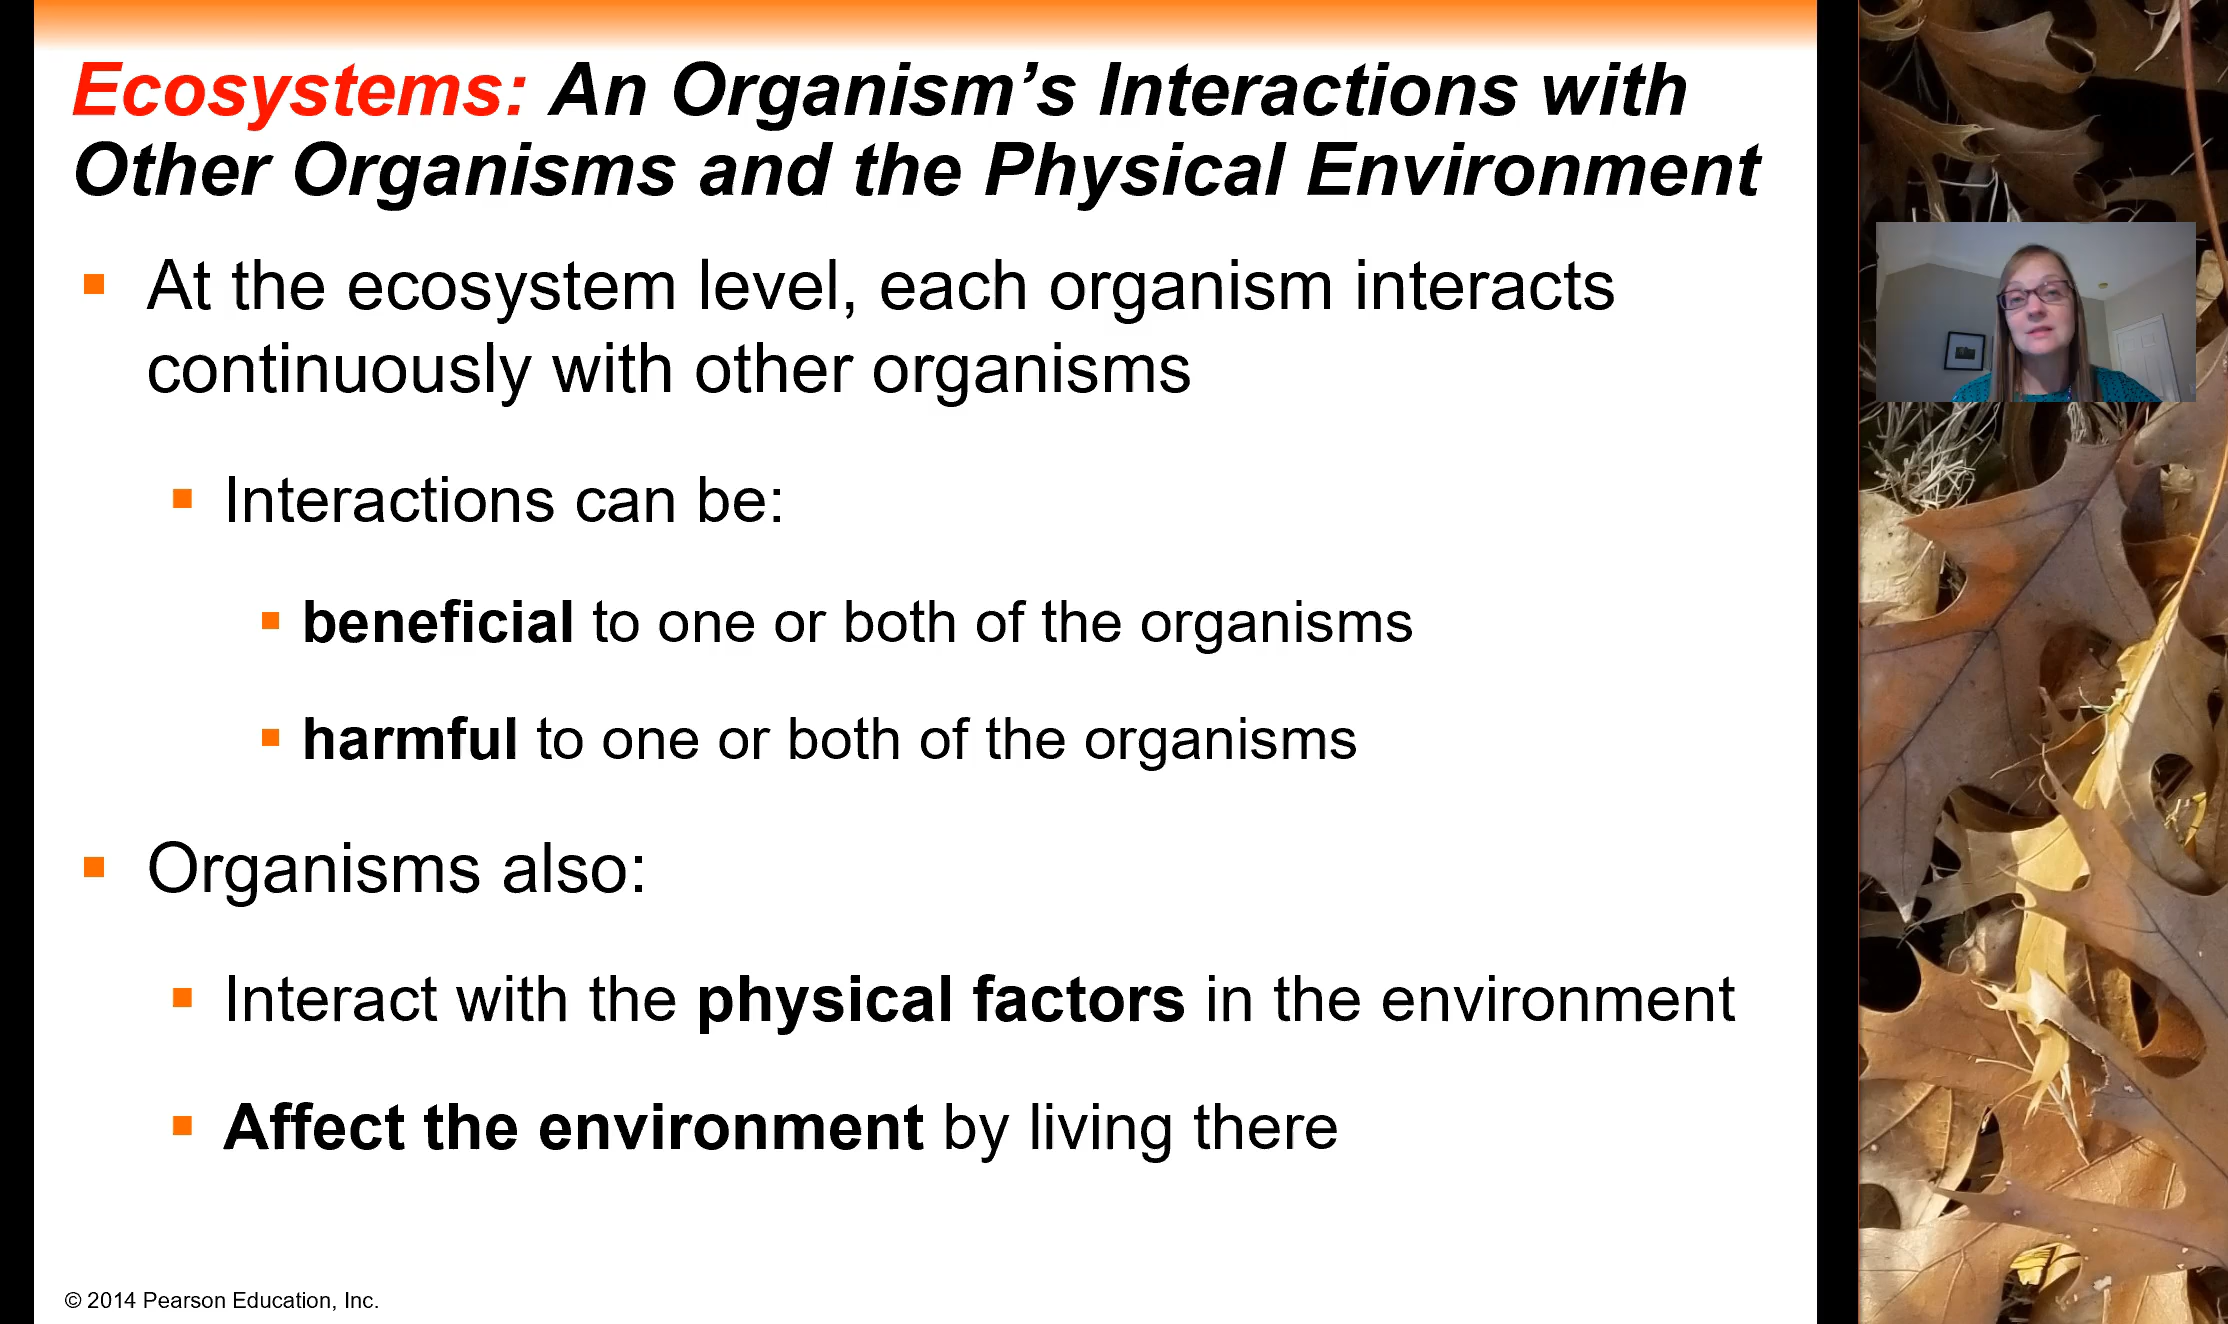 Ecosystems: An Organism’s Interactions with
Other Organisms and the Physical Environment
At the ecosystem level, each organism interacts
continuously with other organisms
Interactions can be:
beneficial to one or both of the organisms
harmful to one or both of the organisms
Organisms also:
Interact with the physical factors in the environment
Affect the environment by living there
© 2014 Pearson Education, Inc.